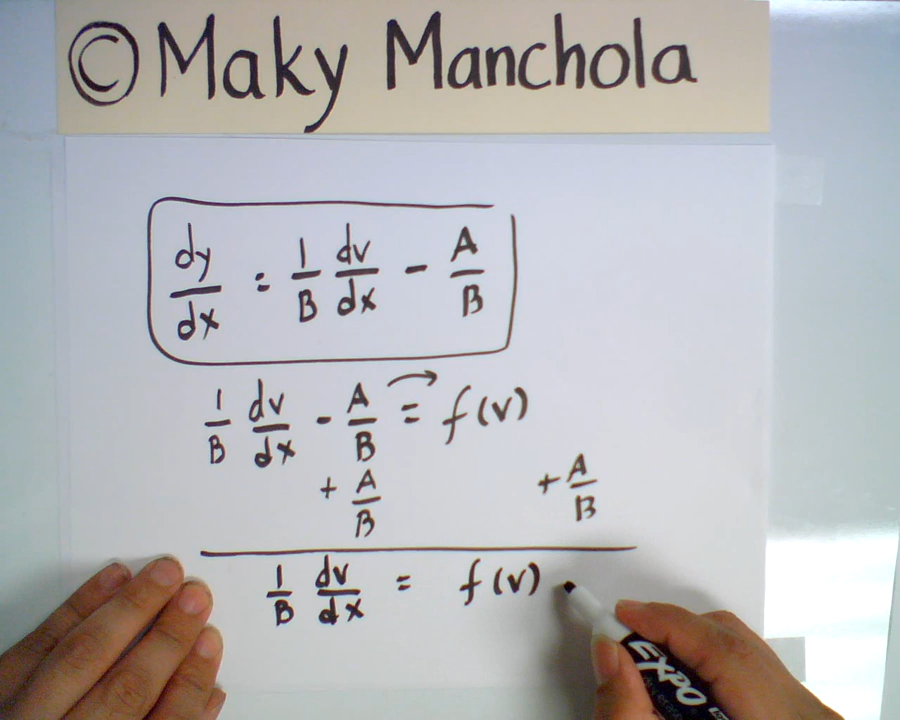 © Maky Manchola
dy/dx = 1/B dv/dx - A/B
1/B dv/dx - A/B = f(v)
+ A/B + A/B
1/B dv/dx = f(v)
EXPO